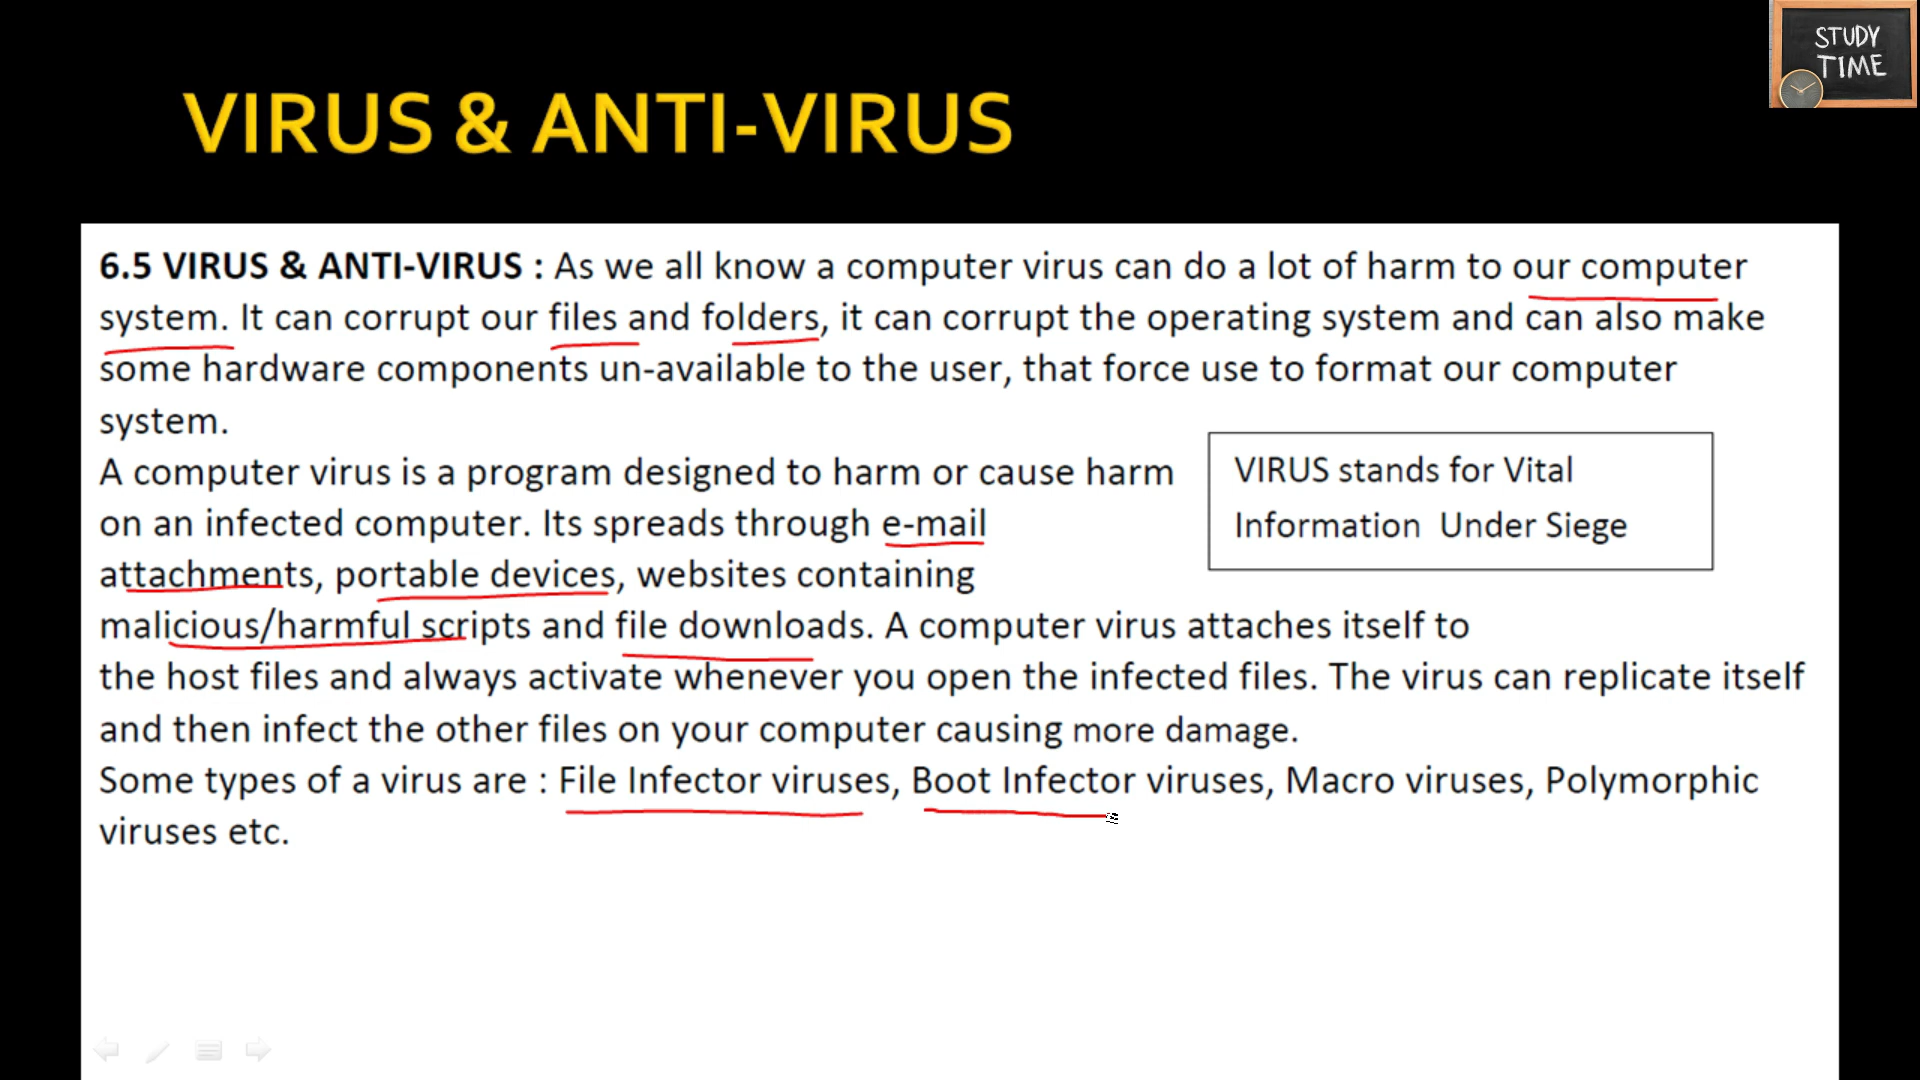 STUDY
TIME
VIRUS & ANTI-VIRUS
6.5 VIRUS & ANTI-VIRUS : As we all know a computer virus can do a lot of harm to our computer
system. It can corrupt our files and folders, it can corrupt the operating system and can also make
some hardware components un-available to the user, that force use to format our computer
system.
A computer virus is a program designed to harm or cause harm
on an infected computer. Its spreads through e-mail
attachments, portable devices, websites containing
malicious/harmful scripts and file downloads. A computer virus attaches itself to
the host files and always activate whenever you open the infected files. The virus can replicate itself
and then infect the other files on your computer causing more damage.
Some types of a virus are : File Infector viruses, Boot Infector viruses, Macro viruses, Polymorphic
viruses etc.
VIRUS stands for Vital
Information Under Siege